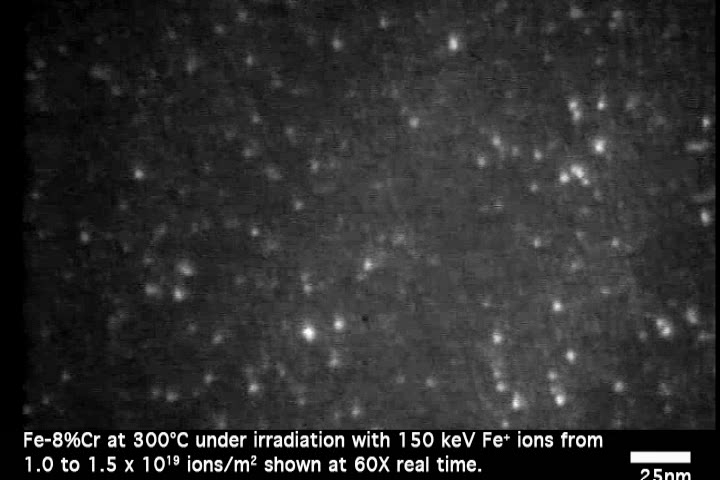 Fe-8%Cr at 300°C under irradiation with 150 keV Fe⁺ ions from
1.0 to 1.5 x 10¹⁹ ions/m² shown at 60X real time.
25nm